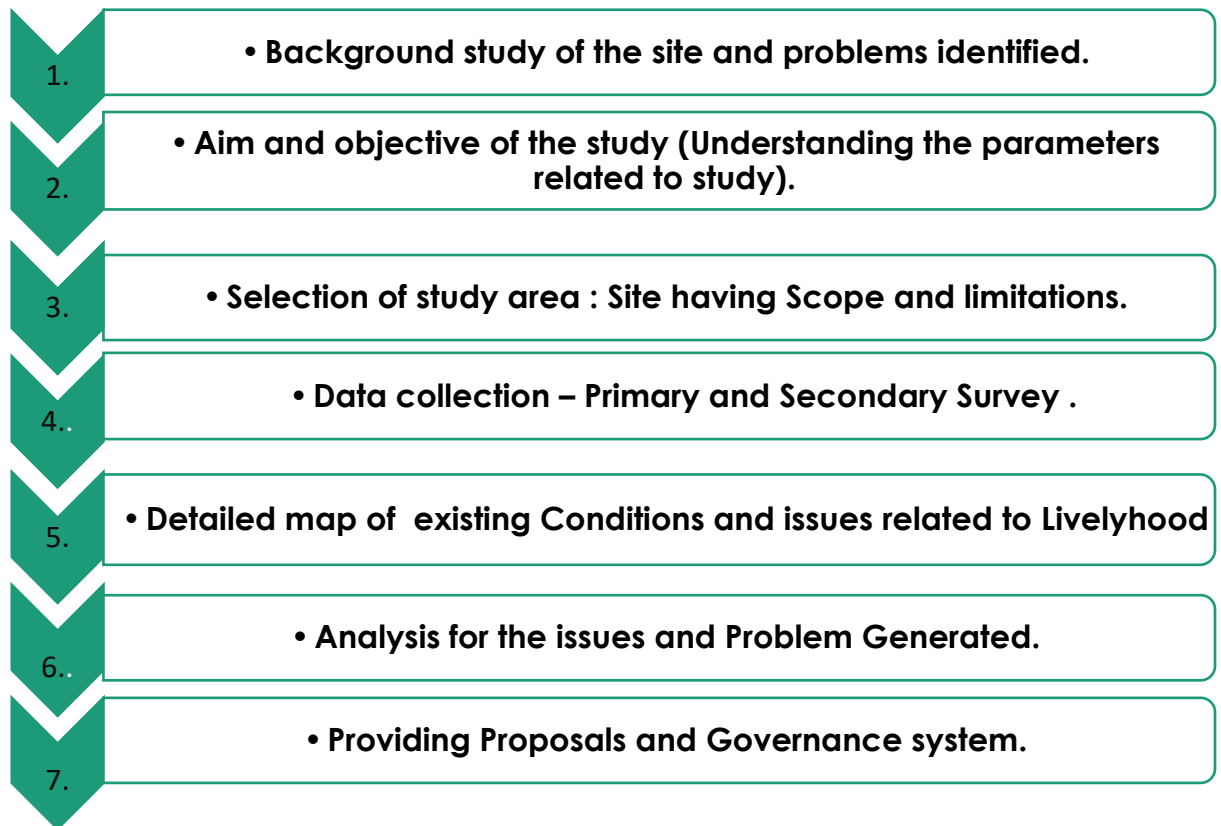 1.
• Background study of the site and problems identified.
2.
• Aim and objective of the study (Understanding the parameters
related to study).
3.
• Selection of study area : Site having Scope and limitations.
4..
• Data collection – Primary and Secondary Survey .
5.
• Detailed map of  existing Conditions and issues related to Livelyhood
6..
• Analysis for the issues and Problem Generated.
7.
• Providing Proposals and Governance system.